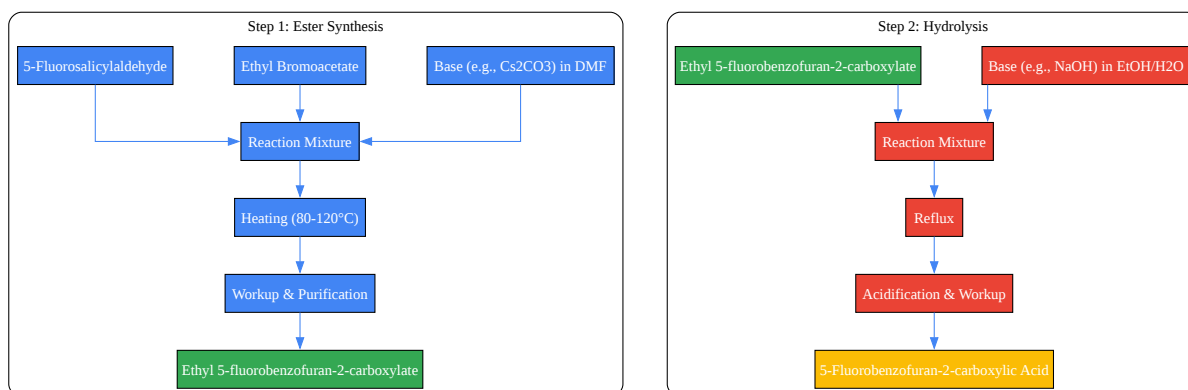 Step 1: Ester Synthesis
5-Fluorosalicylaldehyde
Ethyl Bromoacetate
Base (e.g., Cs2CO3) in DMF
Reaction Mixture
Heating (80-120°C)
Workup & Purification
Ethyl 5-fluorobenzofuran-2-carboxylate
Step 2: Hydrolysis
Ethyl 5-fluorobenzofuran-2-carboxylate
Base (e.g., NaOH) in EtOH/H2O
Reaction Mixture
Reflux
Acidification & Workup
5-Fluorobenzofuran-2-carboxylic Acid